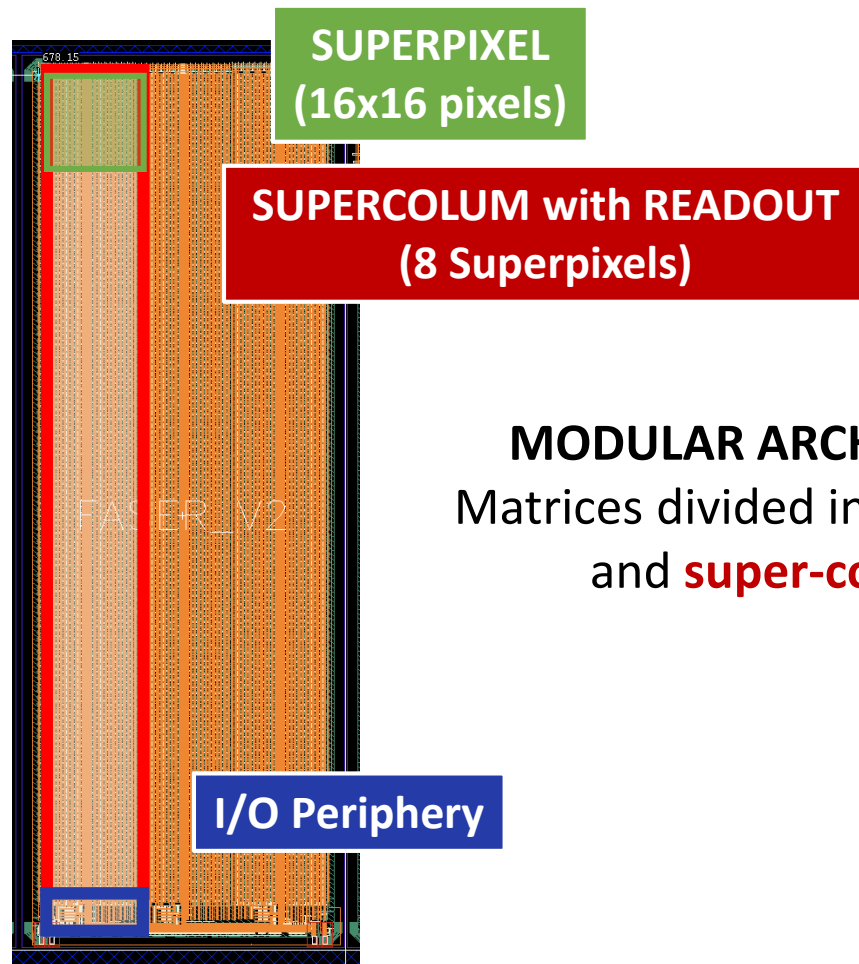 678.15
SUPERPIXEL
(16x16 pixels)
SUPERCOLUM with READOUT
(8 Superpixels)
MODULAR ARCH
Matrices divided in
and super-co
FASER_V2
I/O Periphery